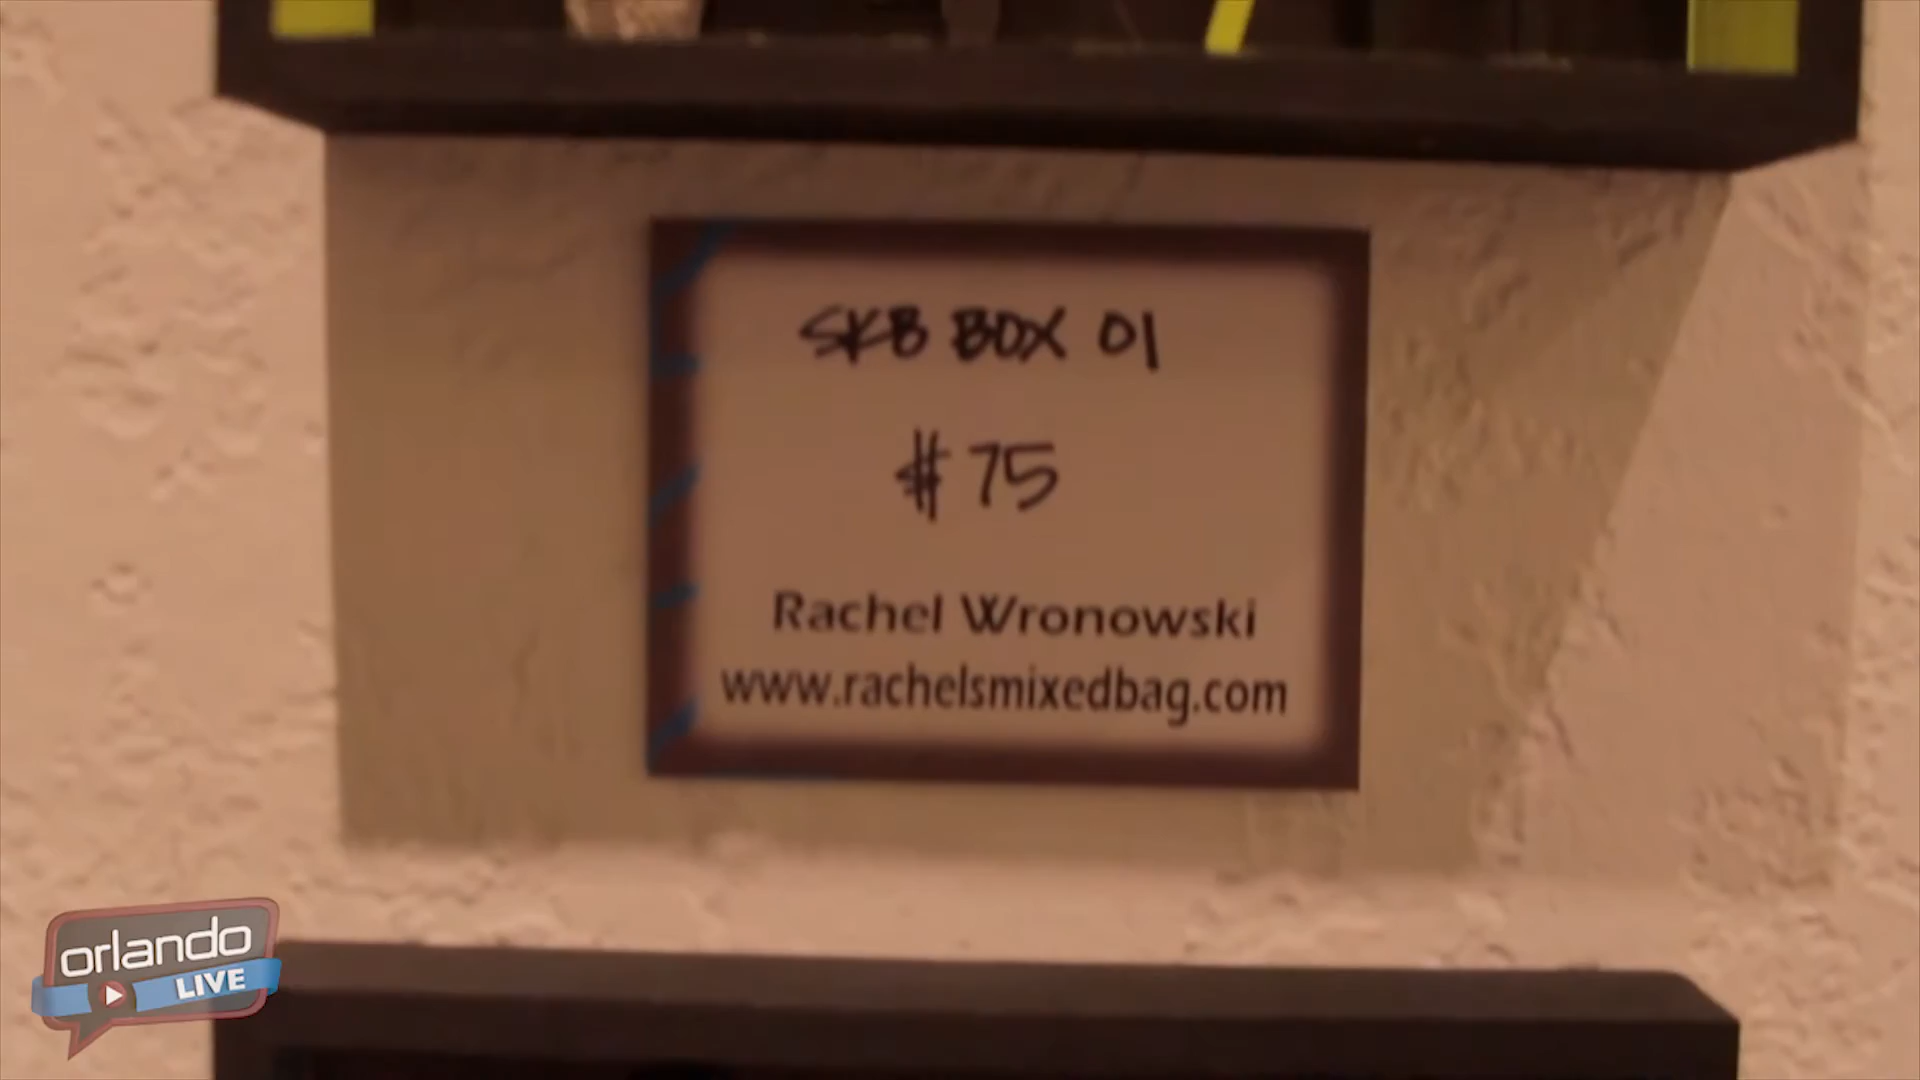 SKB BOX 01
#75
Rachel Wronowski
www.rachelsmixedbag.com
orlando
LIVE